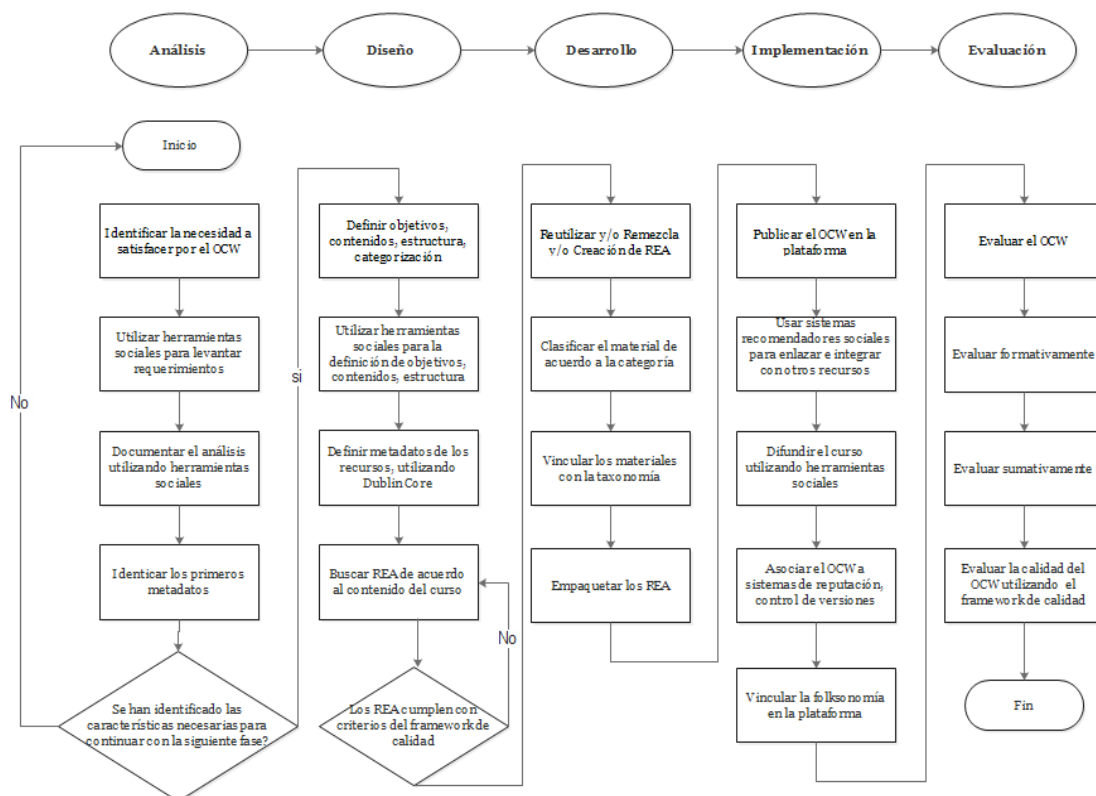 Análisis
Diseño
Desarrollo
Implementación
Evaluación
Inicio
Identificar la necesidad a
satisfacer por el OCW
Utilizar herramientas
sociales para levantar
requerimientos
Documentar el análisis
utilizando herramientas
sociales
Identicar los primeros
metadatos
Se han identificado las
características necesarias para
continuar con la siguiente fase?
No
si
Definir objetivos,
contenidos, estructura,
categorización
Utilizar herramientas
sociales para la
definición de objetivos,
contenidos, estructura
Definir metadatos de los
recursos, utilizando
Dublin Core
Buscar REA de acuerdo
al contenido del curso
Los REA cumplen con
criterios del framework de
calidad
No
Reutilizar y/o Remezcla
y/o Creación de REA
Clasificar el material de
acuerdo a la categoría
Vincular los materiales
con la taxonomía
Empaquetar los REA
Publicar el OCW en la
plataforma
Usar sistemas
recomendadores sociales
para enlazar e integrar
con otros recursos
Difundir el curso
utilizando herramientas
sociales
Asociar el OCW a
sistemas de reputación,
control de versiones
Vincular la folksonomía
en la plataforma
Evaluar el OCW
Evaluar formativamente
Evaluar sumativamente
Evaluar la calidad del
OCW utilizando el
framework de calidad
Fin